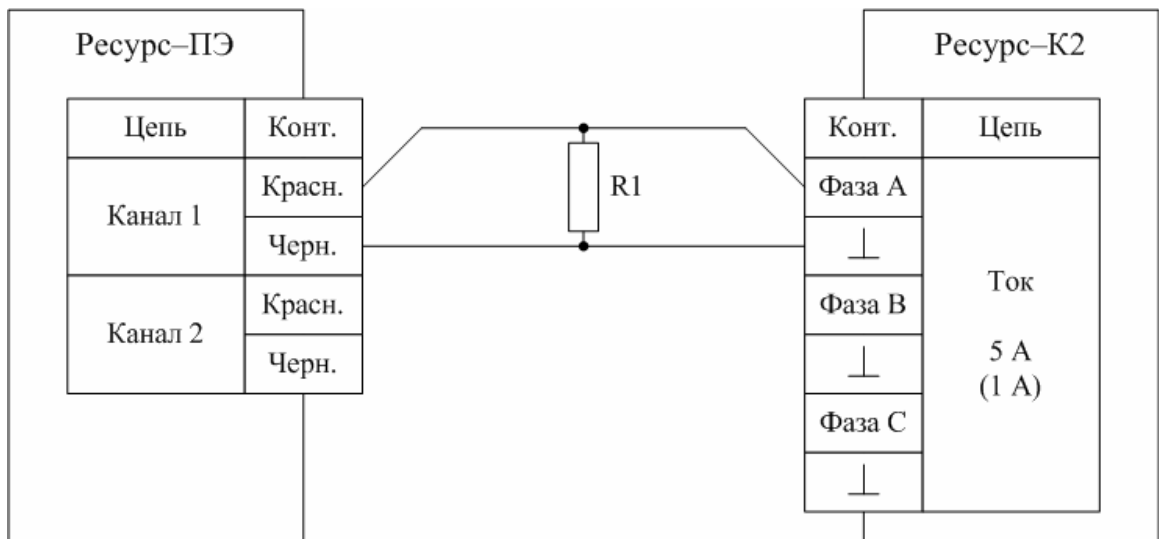 Ресурс–ПЭ
Цепь Конт.
Канал 1
Красн.
Черн.
Канал 2
Красн.
Черн.
R1
Ресурс–К2
Конт. Цепь
Фаза А
Фаза В
Фаза С
Ток
5 А
(1 А)